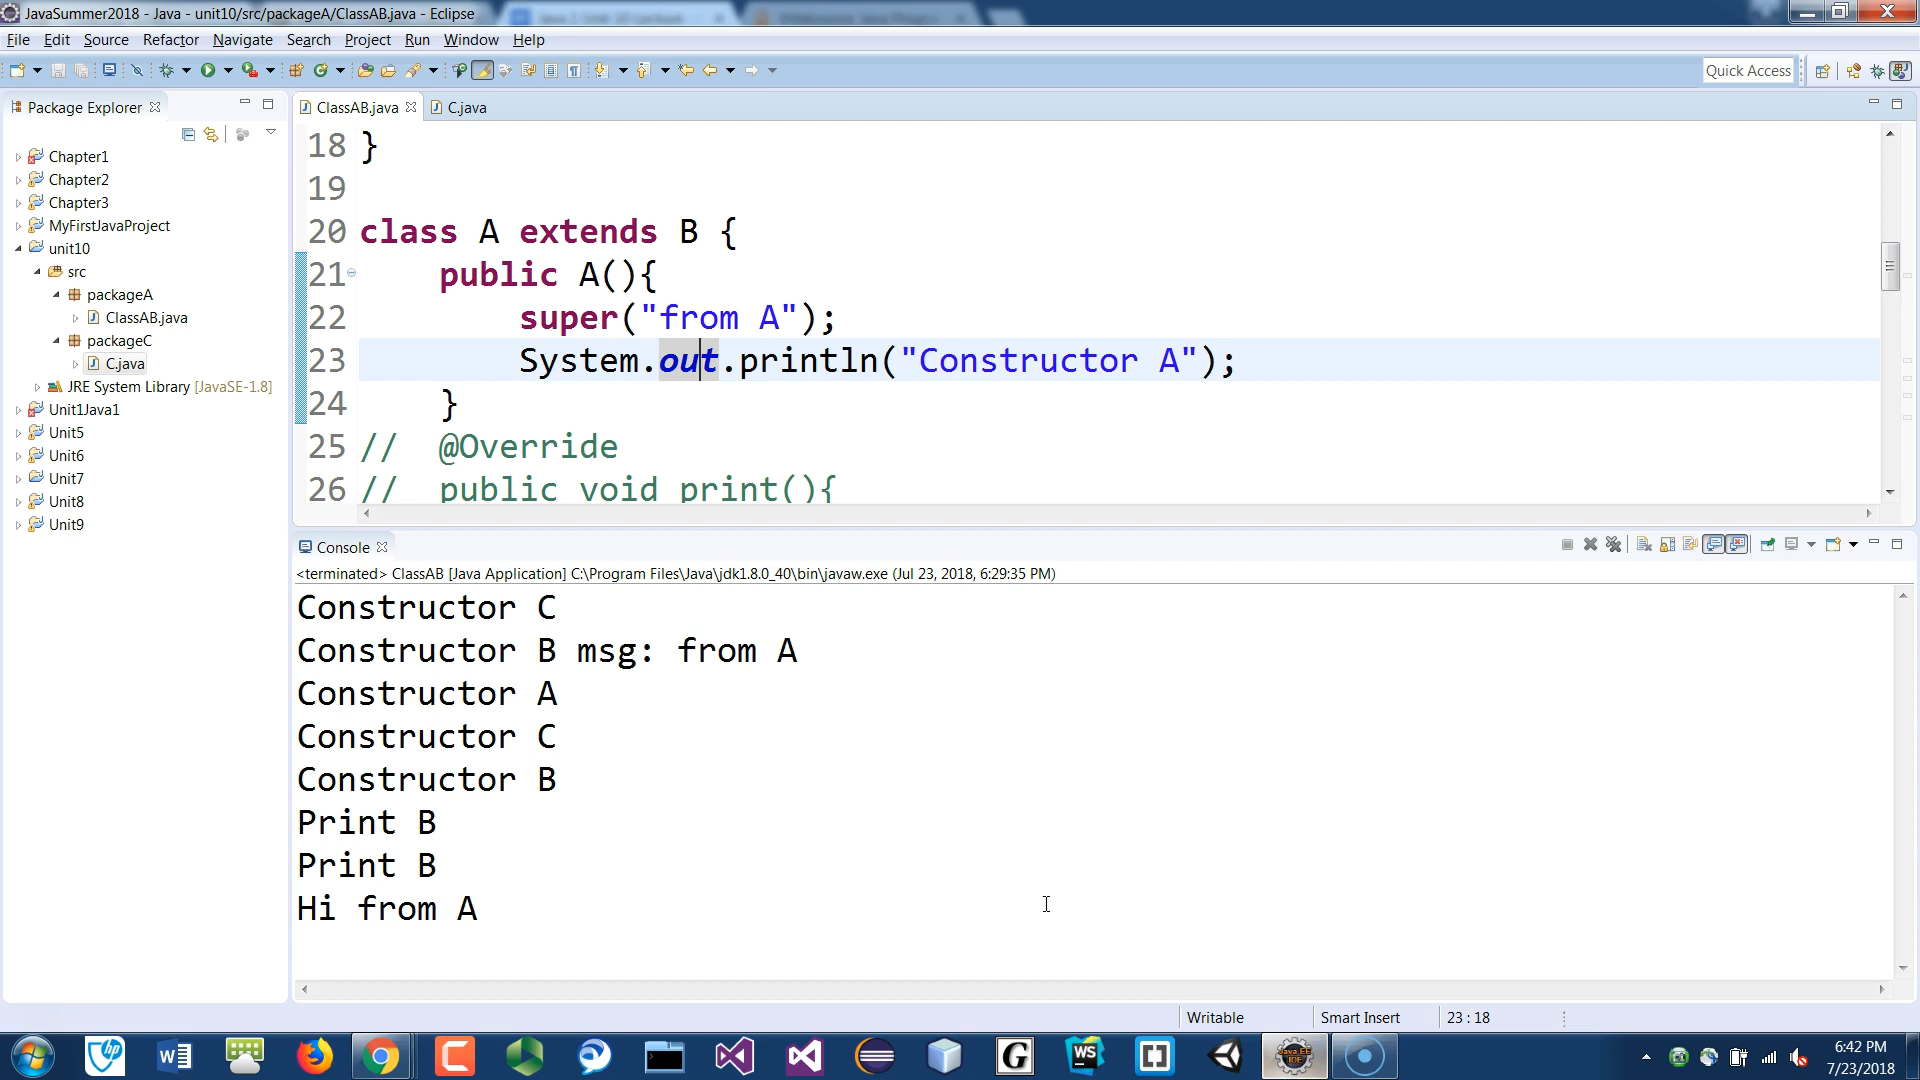 JavaSummer2018 - Java - unit10/src/packageA/ClassAB.java - Eclipse
File Edit Source Refactor Navigate Search Project Run Window Help
Quick Access
Package Explorer
ClassAB.java
C.java
Chapter1
Chapter2
Chapter3
MyFirstJavaProject
unit10
src
packageA
ClassAB.java
packageC
C.java
JRE System Library [JavaSE-1.8]
Unit1Java1
Unit5
Unit6
Unit7
Unit8
Unit9
18 }
19
20 class A extends B {
21 public A(){
22 super("from A");
23 System.out.println("Constructor A");
24 }
25 // @Override
26 // public void print(){
Console
<terminated> ClassAB [Java Application] C:\Program Files\Java\jdk1.8.0_40\bin\javaw.exe (Jul 23, 2018, 6:29:35 PM)
Constructor C
Constructor B msg: from A
Constructor A
Constructor C
Constructor B
Print B
Print B
Hi from A
Writable
Smart Insert
23 : 18
6:42 PM
7/23/2018